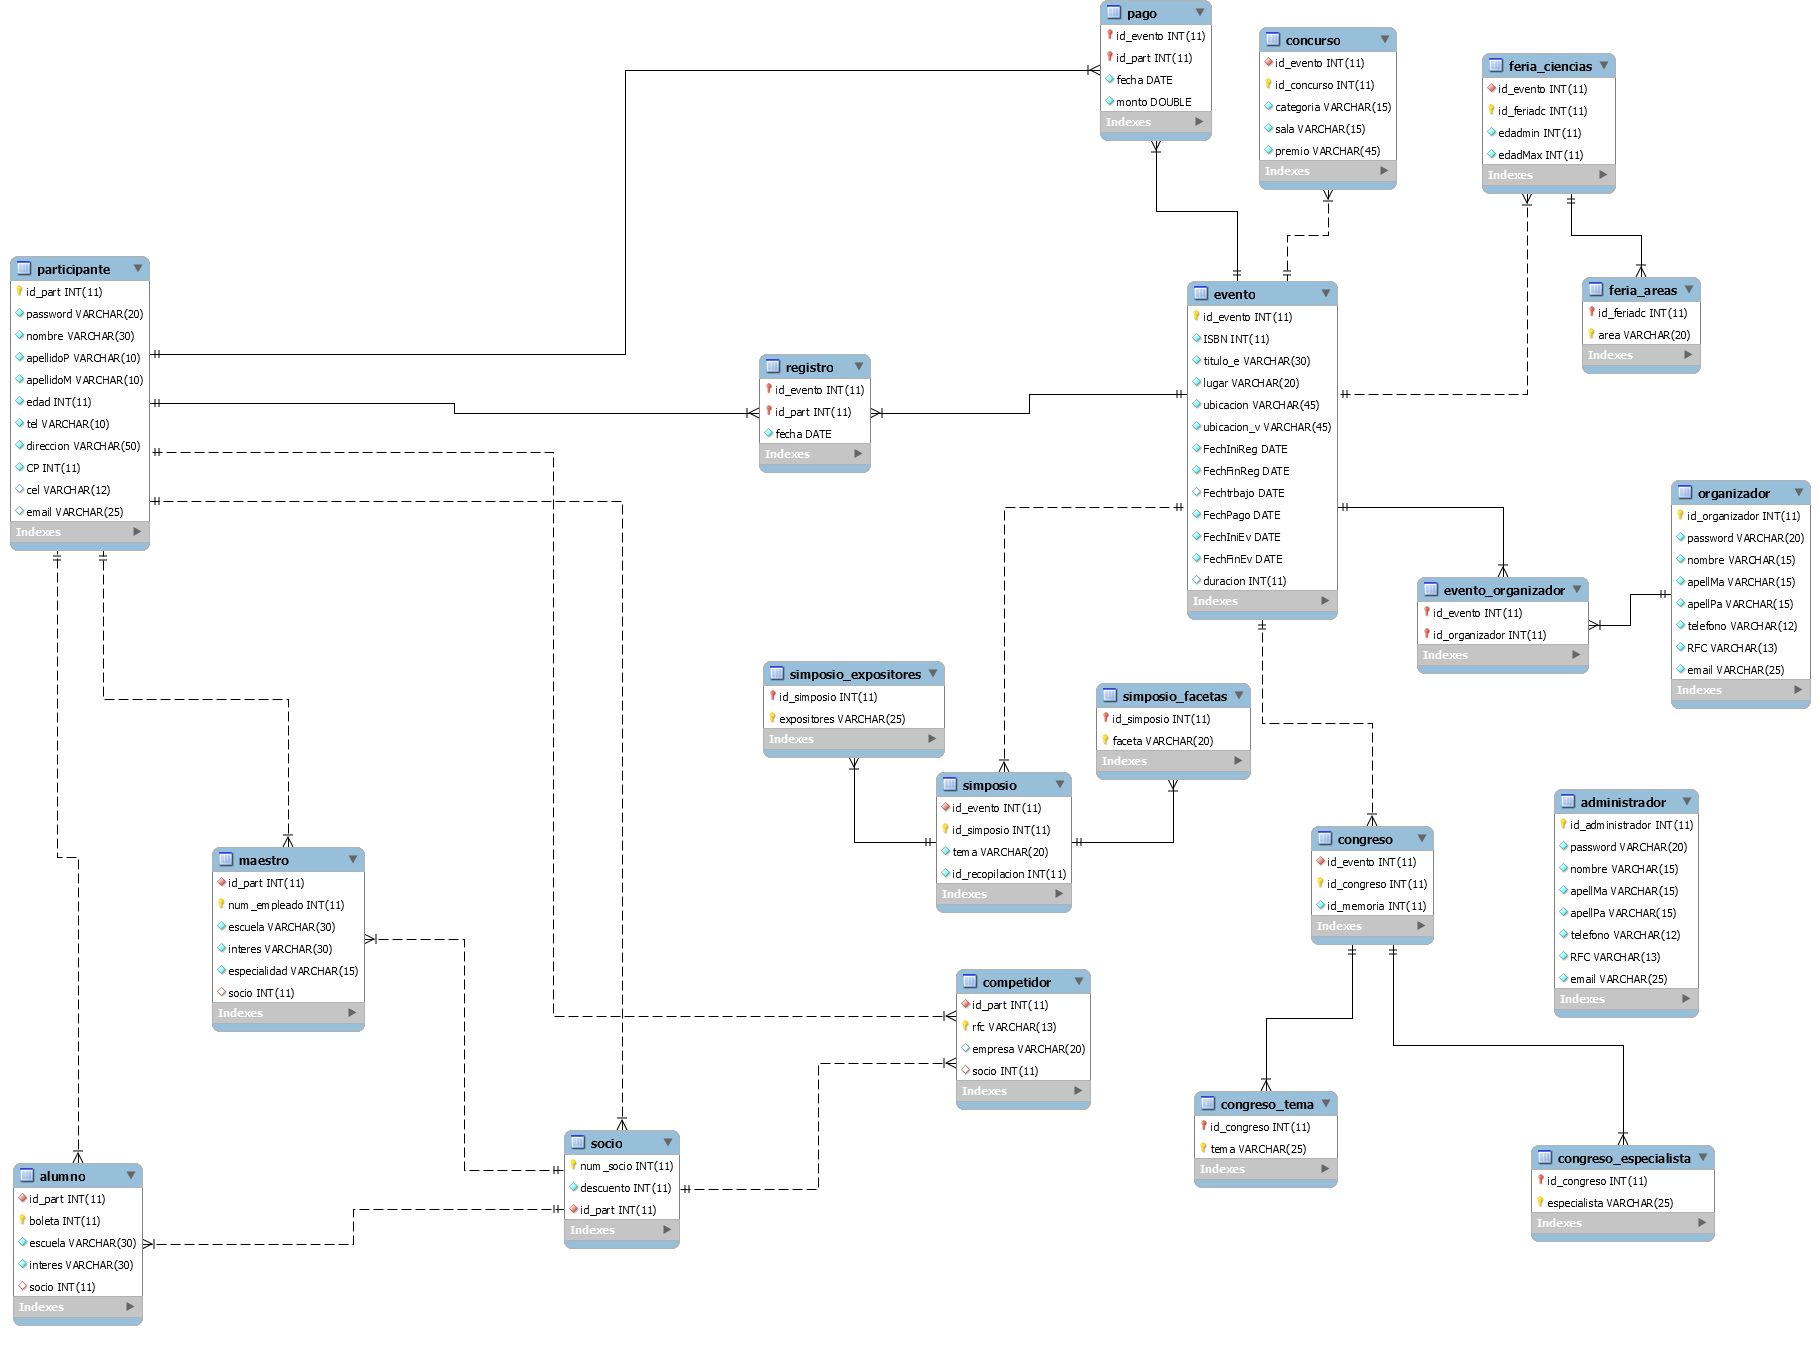 pago
id_evento INT(11)
id_part INT(11)
fecha DATE
monto DOUBLE
Indexes
concurso
id_evento INT(11)
id_concurso INT(11)
categoria VARCHAR(15)
sala VARCHAR(15)
premio VARCHAR(45)
Indexes
feria_ciencias
id_evento INT(11)
id_feriadc INT(11)
edadmin INT(11)
edadMax INT(11)
Indexes
participante
id_part INT(11)
password VARCHAR(20)
nombre VARCHAR(30)
apellidoP VARCHAR(10)
apellidoM VARCHAR(10)
edad INT(11)
tel VARCHAR(10)
direccion VARCHAR(50)
CP INT(11)
cel VARCHAR(12)
email VARCHAR(25)
Indexes
registro
id_evento INT(11)
id_part INT(11)
fecha DATE
Indexes
evento
id_evento INT(11)
ISBN INT(11)
titulo_e VARCHAR(30)
lugar VARCHAR(20)
ubicacion VARCHAR(45)
ubicacion_v VARCHAR(45)
FechIniReg DATE
FechFinReg DATE
Fechtrbajo DATE
FechPago DATE
FechIniEv DATE
FechFinEv DATE
duracion INT(11)
Indexes
feria_areas
id_feriadc INT(11)
area VARCHAR(20)
Indexes
organizador
id_organizador INT(11)
password VARCHAR(20)
nombre VARCHAR(15)
apellMa VARCHAR(15)
apellPa VARCHAR(15)
telefono VARCHAR(12)
RFC VARCHAR(13)
email VARCHAR(25)
Indexes
evento_organizador
id_evento INT(11)
id_organizador INT(11)
Indexes
simposio_expositores
id_simposio INT(11)
expositores VARCHAR(25)
Indexes
simposio_facetas
id_simposio INT(11)
faceta VARCHAR(20)
Indexes
simposio
id_evento INT(11)
id_simposio INT(11)
tema VARCHAR(20)
id_recopilacion INT(11)
Indexes
congreso
id_evento INT(11)
id_congreso INT(11)
id_memoria INT(11)
Indexes
administrador
id_administrador INT(11)
password VARCHAR(20)
nombre VARCHAR(15)
apellMa VARCHAR(15)
apellPa VARCHAR(15)
telefono VARCHAR(12)
RFC VARCHAR(13)
email VARCHAR(25)
Indexes
maestro
id_part INT(11)
num_empleado INT(11)
escuela VARCHAR(30)
interes VARCHAR(30)
especialidad VARCHAR(15)
socio INT(11)
Indexes
competidor
id_part INT(11)
rfc VARCHAR(13)
empresa VARCHAR(20)
socio INT(11)
Indexes
congreso_tema
id_congreso INT(11)
tema VARCHAR(25)
Indexes
congreso_especialista
id_congreso INT(11)
especialista VARCHAR(25)
Indexes
socio
num_socio INT(11)
descuento INT(11)
id_part INT(11)
Indexes
alumno
id_part INT(11)
boleta INT(11)
escuela VARCHAR(30)
interes VARCHAR(30)
socio INT(11)
Indexes